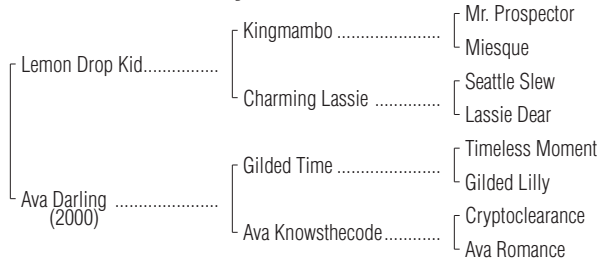 Mr. Prospector
Kingmambo ..................
Miesque
Lemon Drop Kid................
Seattle Slew
Charming Lassie ...............
Lassie Dear
Timeless Moment
Gilded Time ..................
Gilded Lilly
Ava Darling ......................
(2000)
Cryptoclearance
Ava Knowsthecode............
Ava Romance